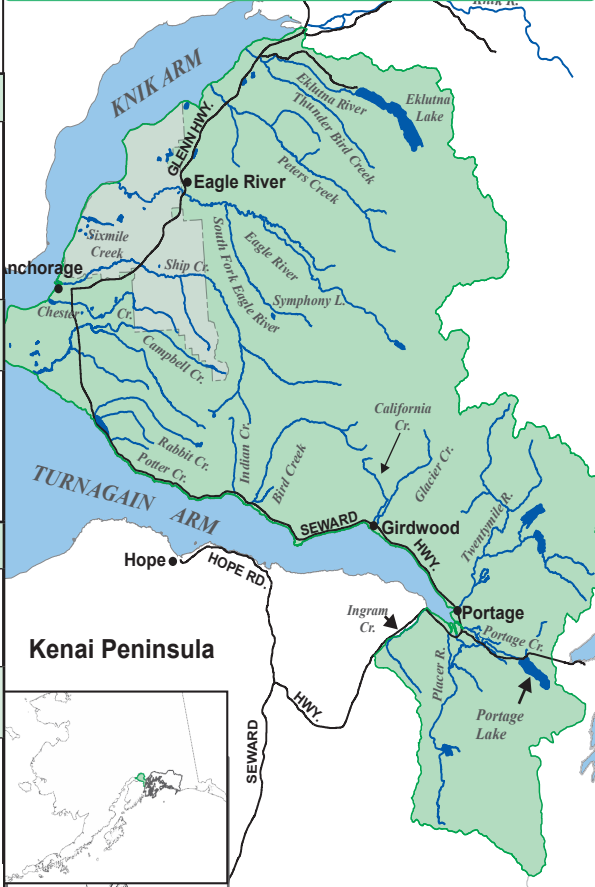 Knik R.
KNIK ARM
Eklutna River
Eklutna
Lake
Thunder Bird Creek
GLENN HWY.
Peters Creek
Eagle River
Sixmile
Creek
South Fork Eagle River
Eagle River
nchorage
Ship Cr.
Symphony L.
Chester
Cr.
Campbell Cr.
California
Cr.
Rabbit Cr.
Indian Cr.
Bird Creek
Glacier Cr.
Potter Cr.
TURNAGAIN ARM
SEWARD
HWY.
Girdwood
Twentymile R.
Hope
HOPE RD.
Ingram
Cr.
Portage
Portage Cr.
Kenai Peninsula
Placer R.
HWY.
SEWARD
Portage
Lake